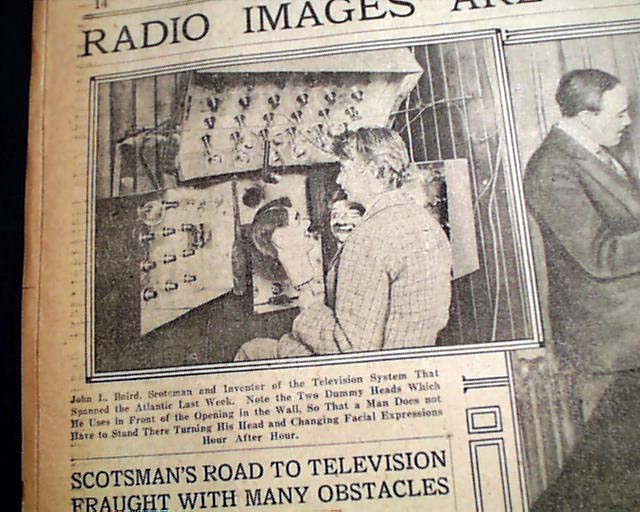 14
RADIO IMAGES ARE
John L. Baird, Scotsman and Inventor of the Television System That
Spanned the Atlantic Last Week. Note the Two Dummy Heads Which
He Uses in Front of the Opening in the Wall, So That a Man Does not
Have to Stand There Turning His Head and Changing Facial Expressions
Hour After Hour.
SCOTSMAN'S ROAD TO TELEVISION
FRAUGHT WITH MANY OBSTACLES